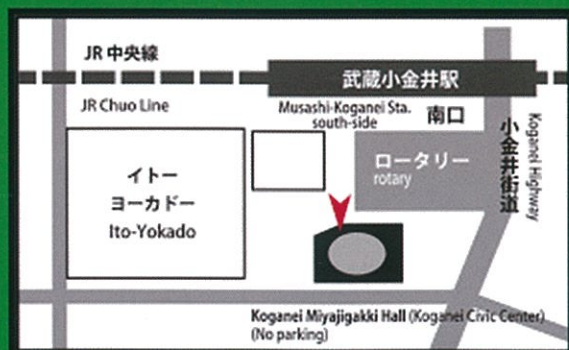 JR 中央線
武蔵小金井駅
JR Chuo Line
Musashi-Koganei Sta.
south-side
南口
小金井街道
Koganei Highway
ロータリー
rotary
イトー
ヨーカドー
Ito-Yokado
Koganei Miyajigakki Hall (Koganei Civic Center)
(No parking)